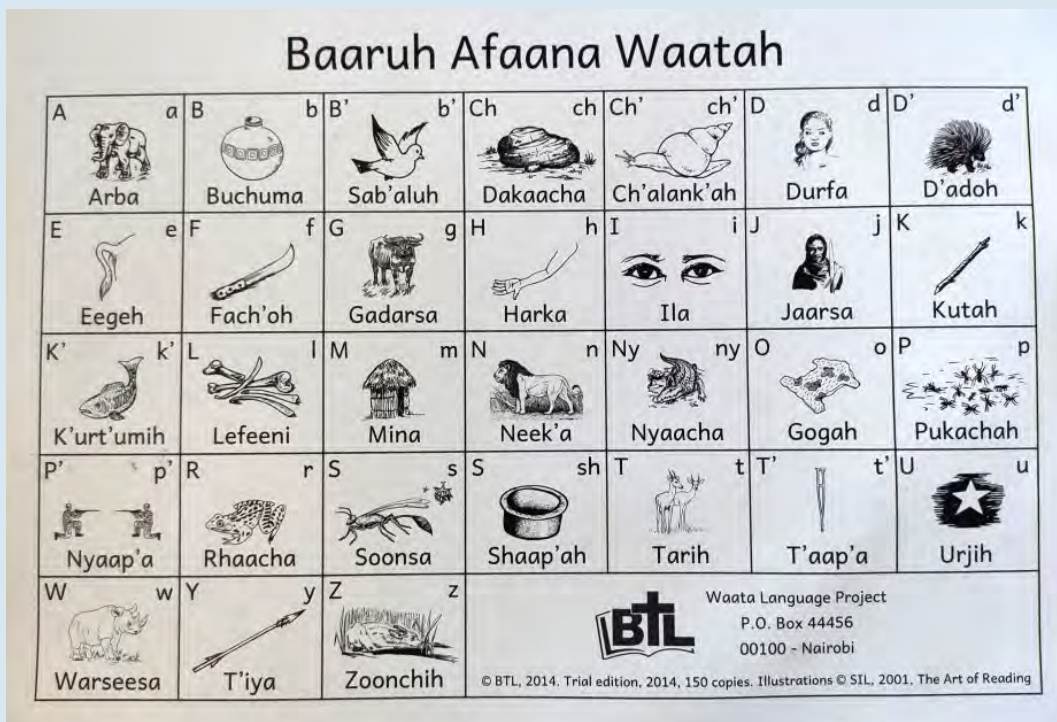 Baaruh Afaana Waatah
A a B b B' b' Ch ch Ch' ch' D d D' d'
Arba Buchuma Sab'aluh Dakaacha Ch'alank'ah Durfa D'adoh
E e F f G g H h I i J j K k
Eegeh Fach'oh Gadarsa Harka Ila Jaarsa Kutah
K' k' L l M m N n Ny ny O o P p
K'urt'umih Lefeeni Mina Neek'a Nyaacha Gogah Pukachah
P' p' R r S s S sh T t T' t' U u
Nyaap'a Rhaacha Soonsa Shaap'ah Tarih T'aap'a Urjih
W w Y y Z z
Warseesa T'iya Zoonchih
BTL
Waata Language Project
P.O. Box 44456
00100 - Nairobi
© BTL, 2014. Trial edition, 2014, 150 copies. Illustrations © SIL, 2001, The Art of Reading